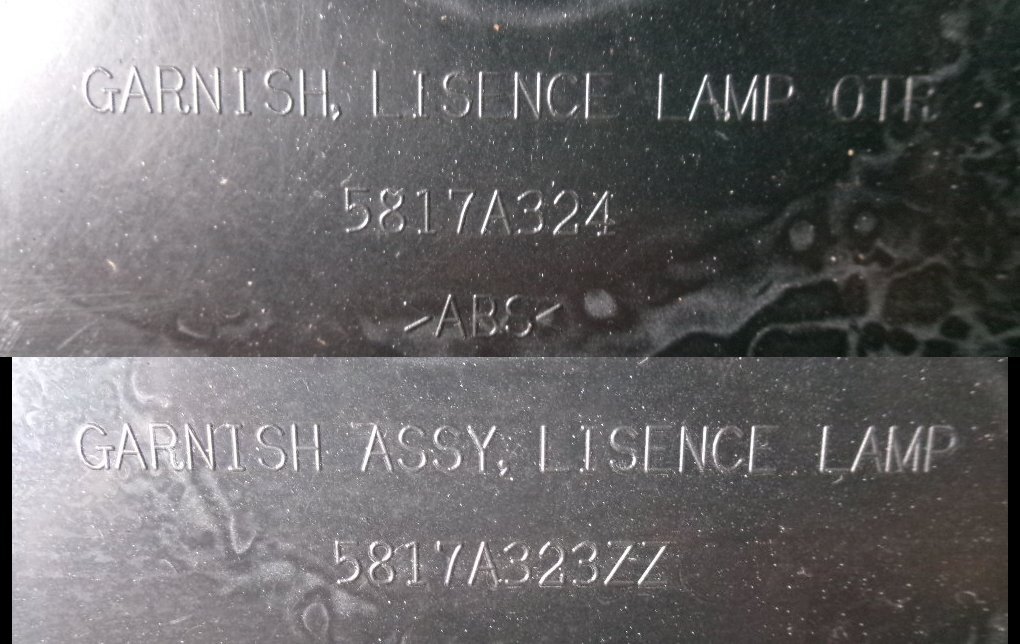 GARNISH, LISENCE LAMP OTR
5817A324
>ABS<
GARNISH ASSY, LISENCE LAMP
5817A323ZZ